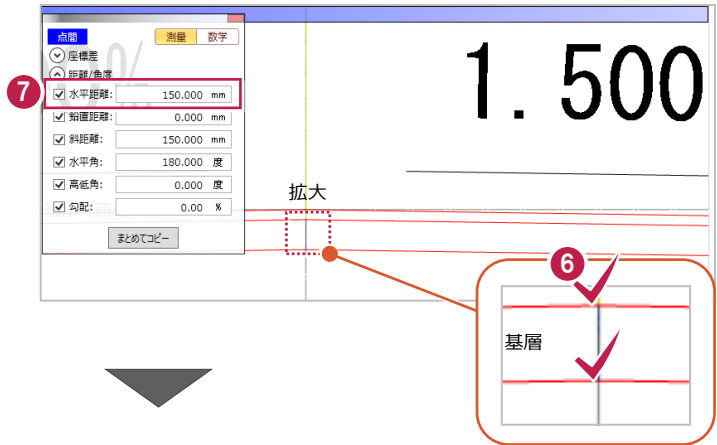 点間
測量 数学
座標差
距離/角度
7
水平距離: 150.000 mm
鉛直距離: 0.000 mm
斜距離: 150.000 mm
水平角: 180.000 度
高低角: 0.000 度
勾配: 0.00 %
まとめてコピー
1.500
拡大
6
基層